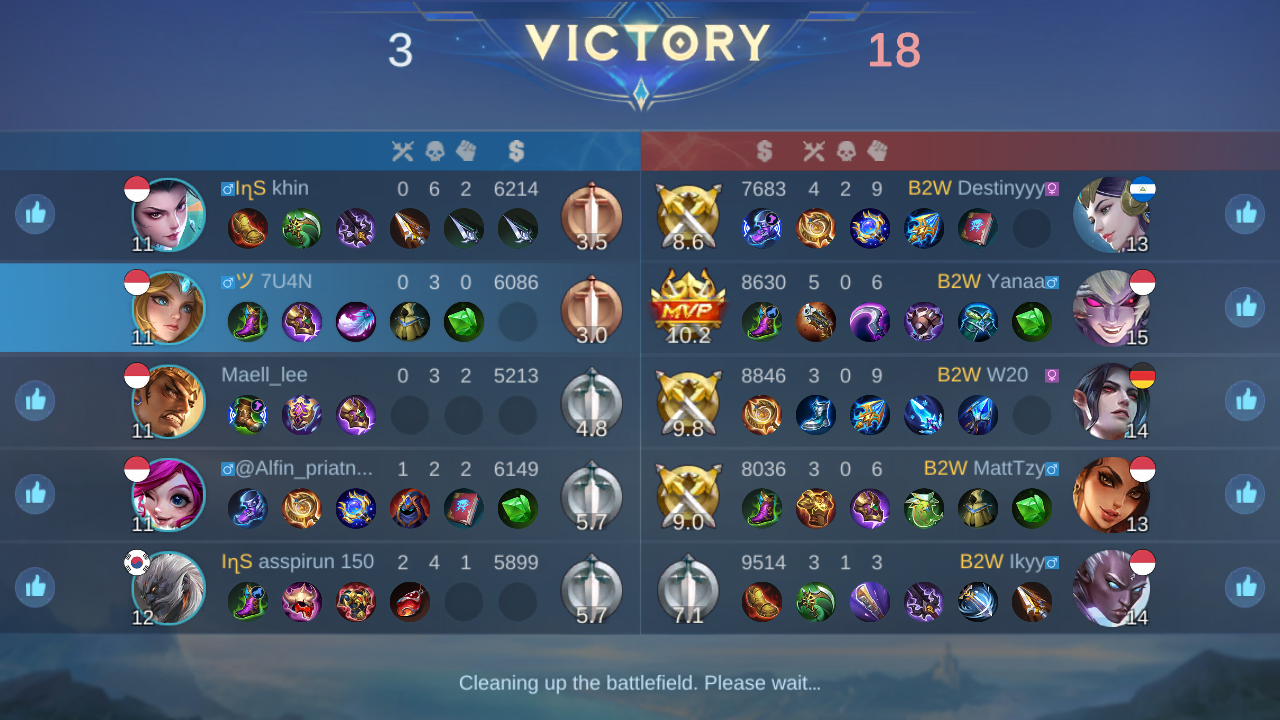 3 VICTORY 18
IɳS khin 0 6 2 6214 3.5 11
7683 4 2 9 B2W Destinyyy 8.6 13
ツ 7U4N 0 3 0 6086 3.0 11
8630 5 0 6 B2W Yanaa MVP 10.2 15
Maell_lee 0 3 2 5213 4.8 11
8846 3 0 9 B2W W20 9.8 14
@Alfin_priatn... 1 2 2 6149 5.7 11
8036 3 0 6 B2W MattTzy 9.0 13
IɳS asspirun 150 2 4 1 5899 5.7 12
9514 3 1 3 B2W Ikyy 7.1 14
Cleaning up the battlefield. Please wait...